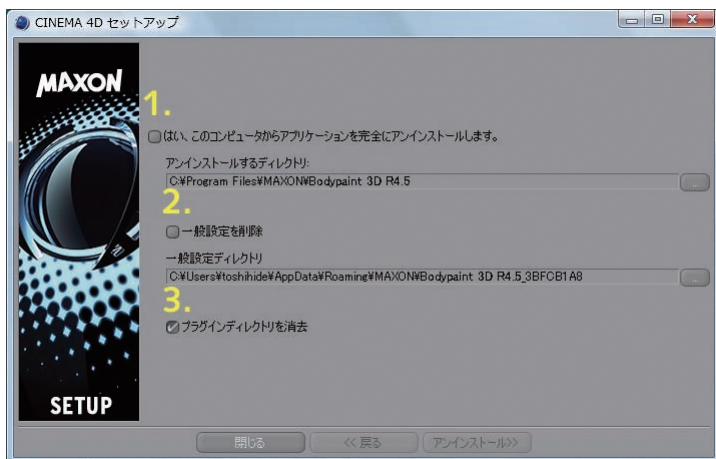 CINEMA 4D セットアップ
MAXON
1.
はい、このコンピュータからアプリケーションを完全にアンインストールします。
アンインストールするディレクトリ:
C:¥Program Files¥MAXON¥Bodypaint 3D R4.5
...
2.
一般設定を削除
一般設定ディレクトリ
C:¥Users¥toshihide¥AppData¥Roaming¥MAXON¥Bodypaint 3D R4.5_3BFCB1A8
...
3.
プラグインディレクトリを消去
SETUP
閉じる
<< 戻る
アンインストール>>